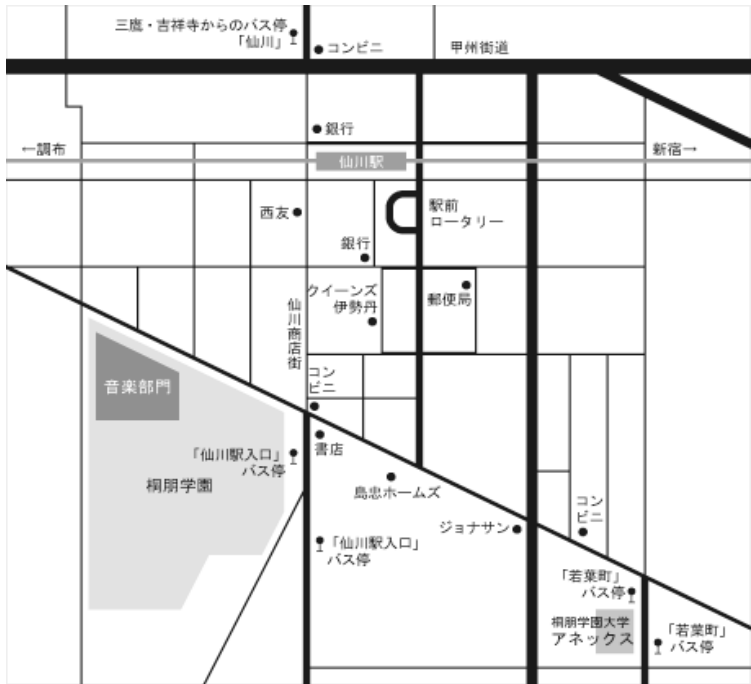 三鷹・吉祥寺からのバス停
「仙川」
コンビニ
甲州街道
銀行
←調布
仙川駅
新宿→
西友
駅前
ロータリー
銀行
クイーンズ
伊勢丹
郵便局
仙川商店街
音楽部門
コン
ビニ
「仙川駅入口」
バス停
書店
桐朋学園
島忠ホームズ
コン
ビニ
ジョナサン
「仙川駅入口」
バス停
「若葉町」
バス停
桐朋学園大学
アネックス
「若葉町」
バス停